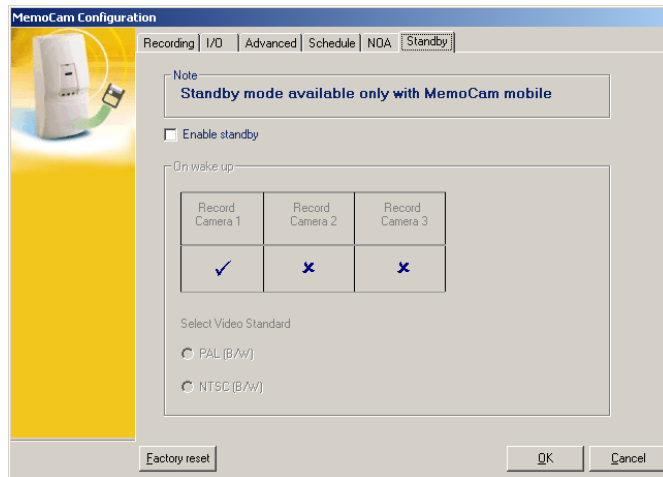 MemoCam Configuration
Recording I/O Advanced Schedule NOA Standby
Note
Standby mode available only with MemoCam mobile
Enable standby
On wake up
Record Camera 1
Record Camera 2
Record Camera 3
Select Video Standard
PAL (B/W)
NTSC (B/W)
Factory reset OK Cancel